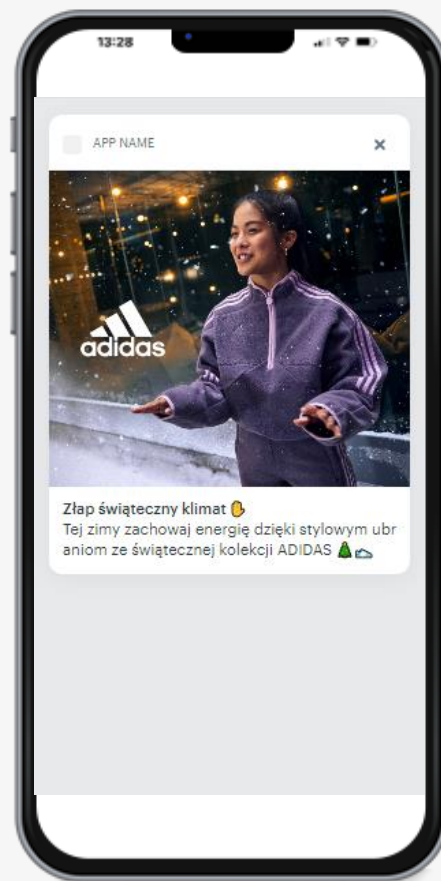 13:28
APP NAME
adidas
Złap świąteczny klimat ✋
Tej zimy zachowaj energię dzięki stylowym ubr
aniom ze świątecznej kolekcji ADIDAS 🎄👟